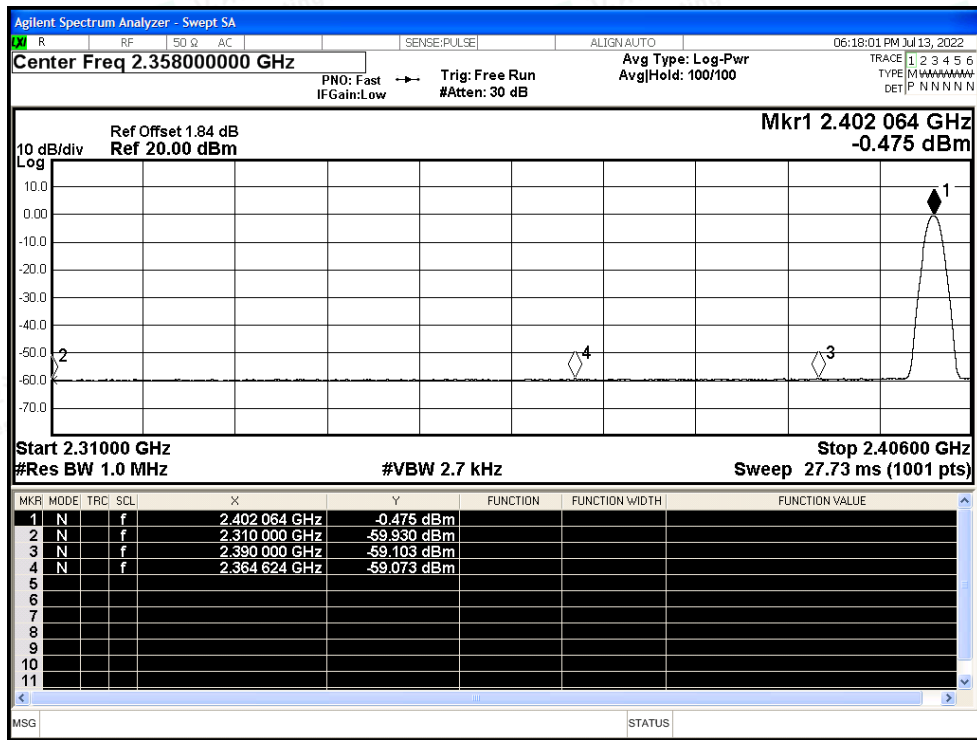 Agilent Spectrum Analyzer - Swept SA
LXI R RF 50 Ω AC SENSE:PULSE ALIGN AUTO 06:18:01 PM Jul 13, 2022
Center Freq 2.358000000 GHz
PNO: Fast
IFGain:Low
Trig: Free Run
#Atten: 30 dB
Avg Type: Log-Pwr
Avg|Hold: 100/100
TRACE 1 2 3 4 5 6
TYPE M W W W W W
DET P N N N N N
Mkr1 2.402 064 GHz
-0.475 dBm
Ref Offset 1.84 dB
10 dB/div Ref 20.00 dBm
Log
10.0
1
0.00
-10.0
-20.0
-30.0
-40.0
-50.0
2
4
3
-60.0
-70.0
Start 2.31000 GHz Stop 2.40600 GHz
#Res BW 1.0 MHz #VBW 2.7 kHz Sweep 27.73 ms (1001 pts)
MKR MODE TRC SCL X Y FUNCTION FUNCTION WIDTH FUNCTION VALUE
1 N f 2.402 064 GHz -0.475 dBm
2 N f 2.310 000 GHz -59.930 dBm
3 N f 2.390 000 GHz -59.103 dBm
4 N f 2.364 624 GHz -59.073 dBm
5
6
7
8
9
10
11
MSG STATUS